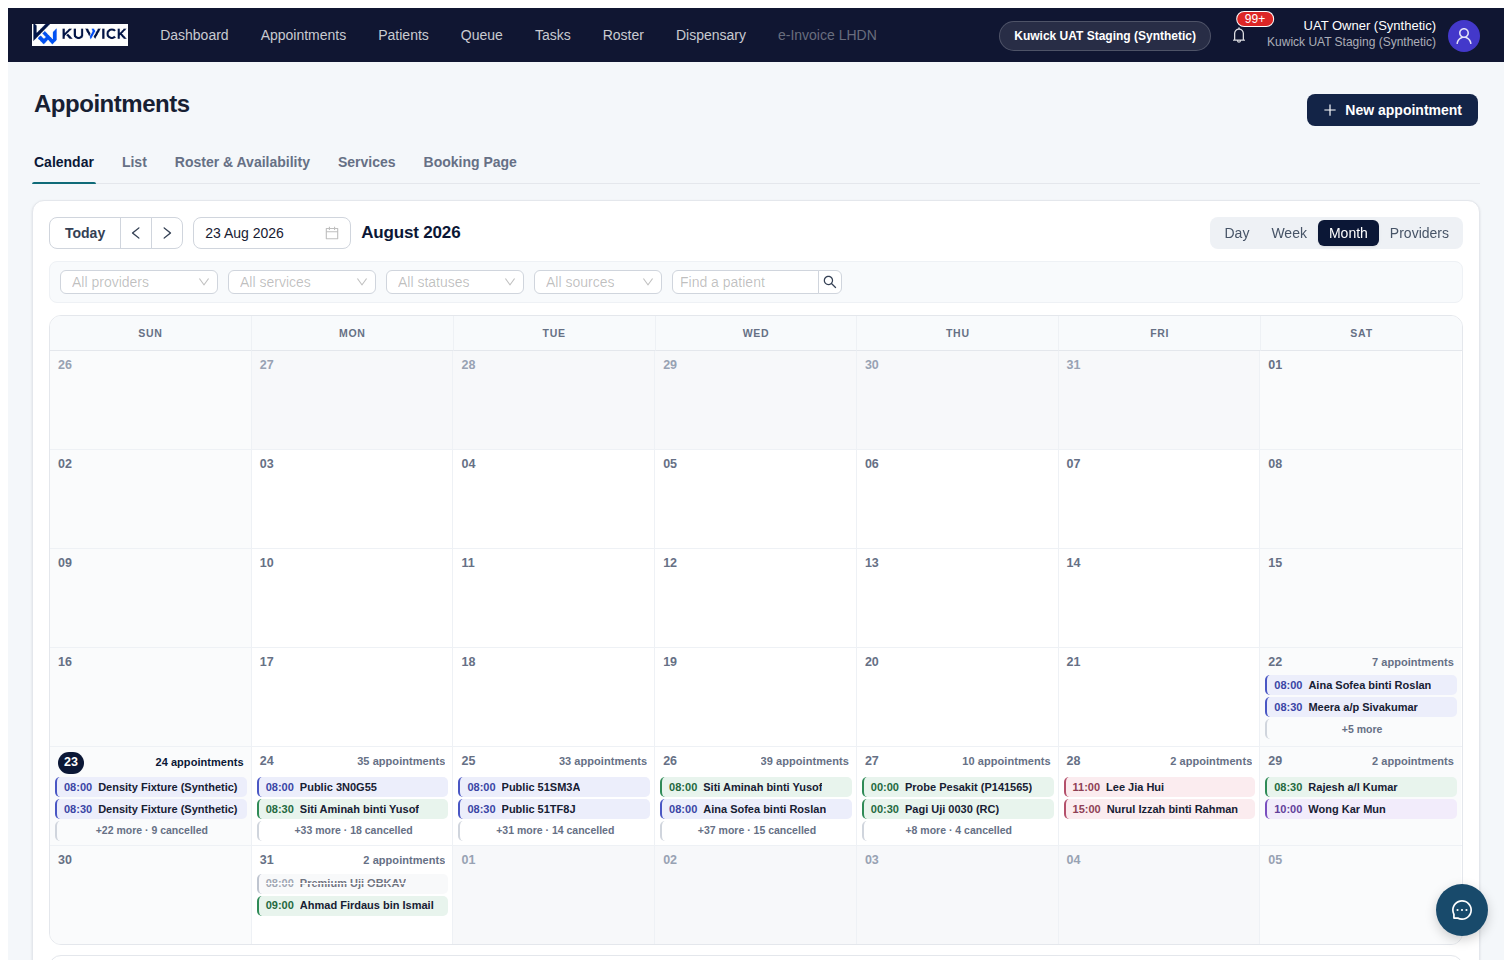 KUWICK
Dashboard Appointments Patients Queue Tasks Roster Dispensary e-Invoice LHDN
Kuwick UAT Staging (Synthetic)
99+
UAT Owner (Synthetic)
Kuwick UAT Staging (Synthetic)
Appointments
New appointment
Calendar List Roster & Availability Services Booking Page
Today 23 Aug 2026 August 2026
Day Week Month Providers
All providers All services All statuses All sources Find a patient
SUN MON TUE WED THU FRI SAT
26 27 28 29 30 31 01
02 03 04 05 06 07 08
09 10 11 12 13 14 15
16 17 18 19 20 21 22 7 appointments
08:00 Aina Sofea binti Roslan
08:30 Meera a/p Sivakumar
+5 more
23 24 appointments 24 35 appointments 25 33 appointments 26 39 appointments 27 10 appointments 28 2 appointments 29 2 appointments
08:00 Density Fixture (Synthetic) 08:00 Public 3N0G55 08:00 Public 51SM3A 08:00 Siti Aminah binti Yusof 00:00 Probe Pesakit (P141565) 11:00 Lee Jia Hui 08:30 Rajesh a/l Kumar
08:30 Density Fixture (Synthetic) 08:30 Siti Aminah binti Yusof 08:30 Public 51TF8J 08:00 Aina Sofea binti Roslan 00:30 Pagi Uji 0030 (RC) 15:00 Nurul Izzah binti Rahman 10:00 Wong Kar Mun
+22 more · 9 cancelled +33 more · 18 cancelled +31 more · 14 cancelled +37 more · 15 cancelled +8 more · 4 cancelled
30 31 2 appointments 01 02 03 04 05
08:00 Premium Uji OBKAV
09:00 Ahmad Firdaus bin Ismail